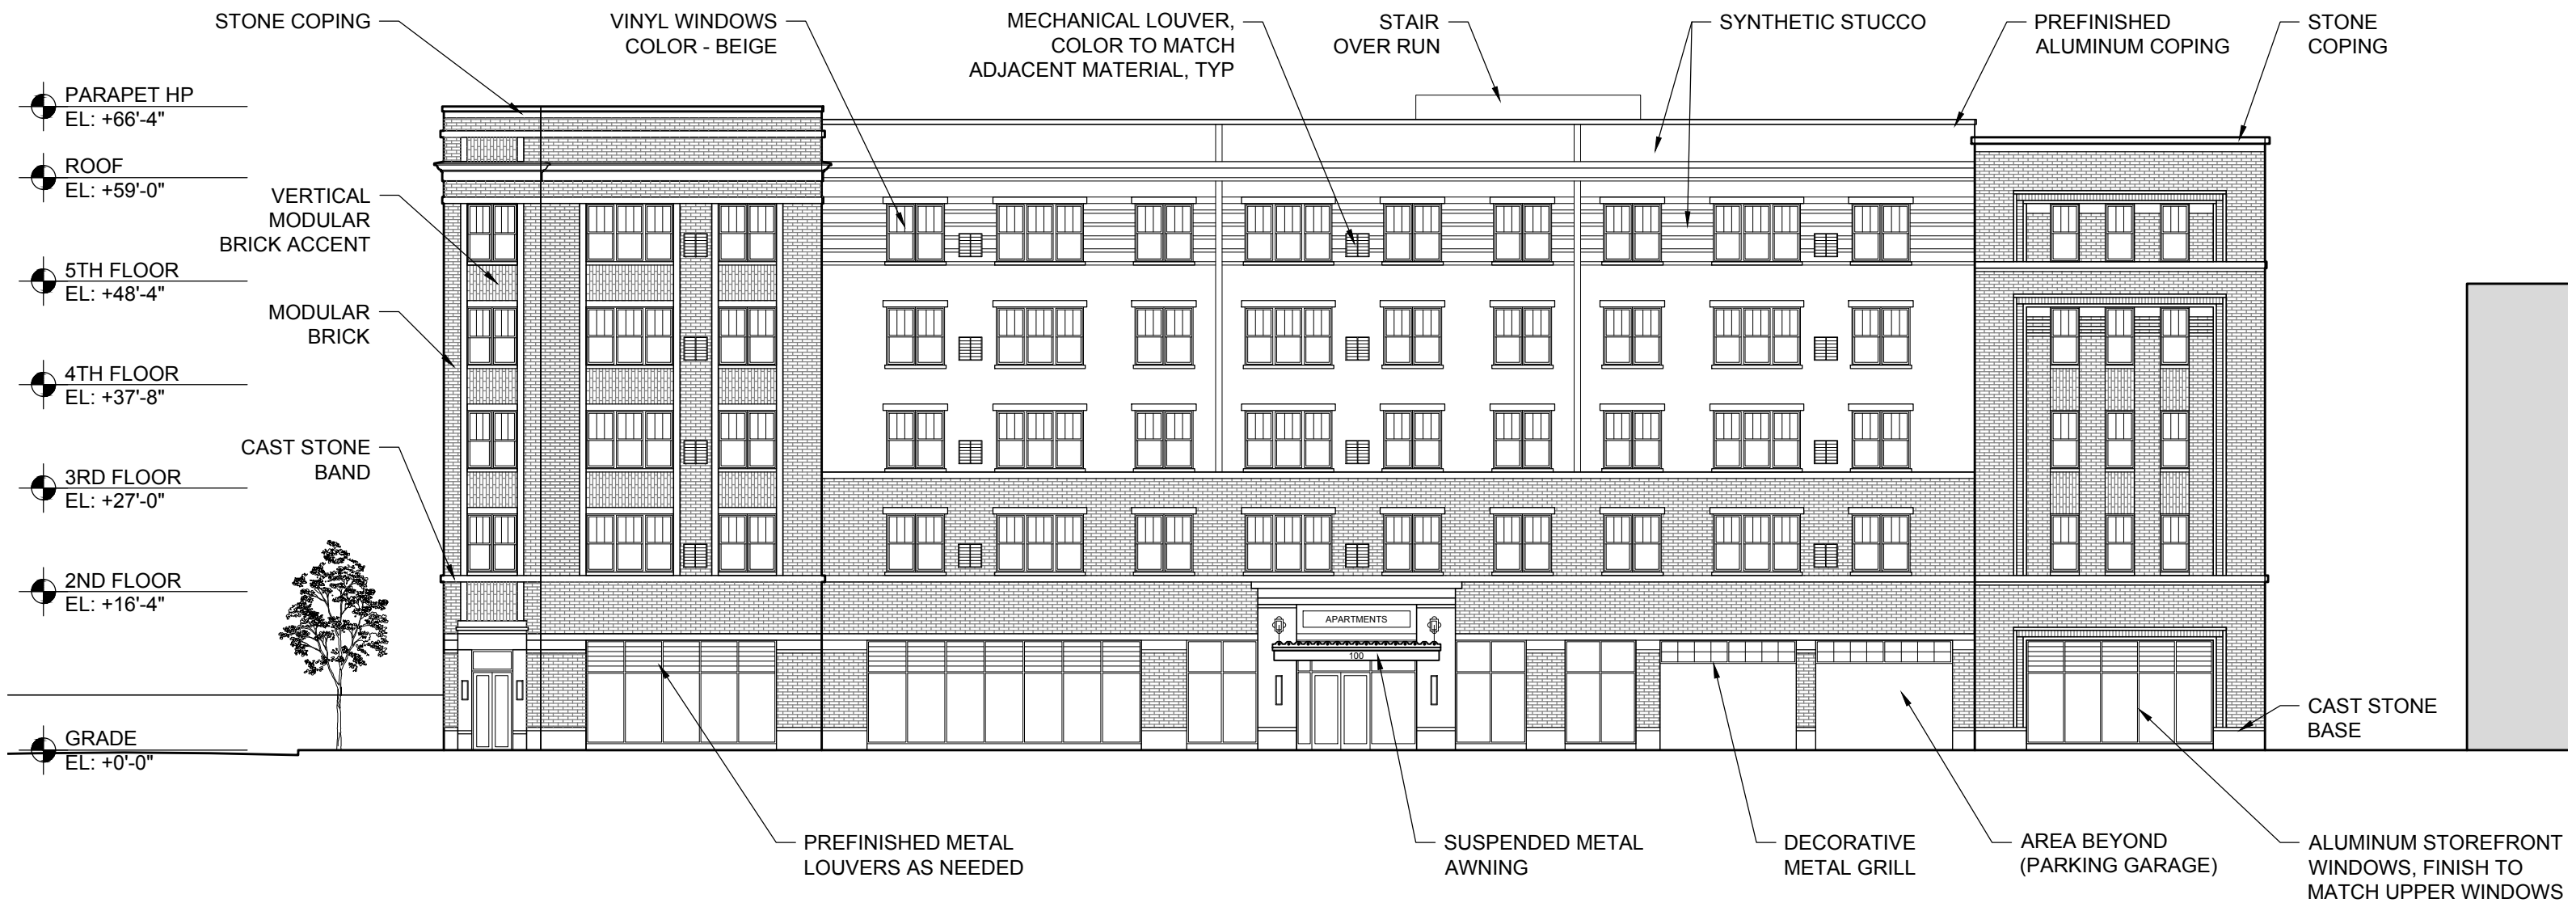 STONE COPING
VINYL WINDOWS
COLOR - BEIGE
MECHANICAL LOUVER,
COLOR TO MATCH
ADJACENT MATERIAL, TYP
STAIR
OVER RUN
SYNTHETIC STUCCO
PREFINISHED
ALUMINUM COPING
STONE
COPING
PARAPET HP
EL: +66'-4"
ROOF
EL: +59'-0"
VERTICAL
MODULAR
BRICK ACCENT
5TH FLOOR
EL: +48'-4"
MODULAR
BRICK
4TH FLOOR
EL: +37'-8"
CAST STONE
BAND
3RD FLOOR
EL: +27'-0"
2ND FLOOR
EL: +16'-4"
APARTMENTS
100
GRADE
EL: +0'-0"
CAST STONE
BASE
PREFINISHED METAL
LOUVERS AS NEEDED
SUSPENDED METAL
AWNING
DECORATIVE
METAL GRILL
AREA BEYOND
(PARKING GARAGE)
ALUMINUM STOREFRONT
WINDOWS, FINISH TO
MATCH UPPER WINDOWS